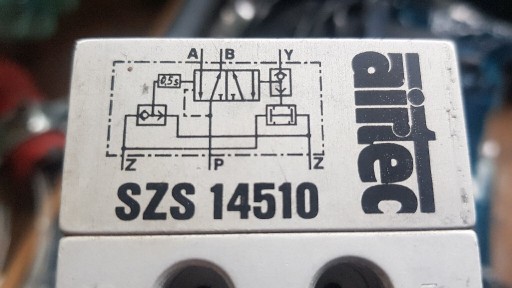 A B Y
0.5s
Z P Z
SZS 14510
airtec